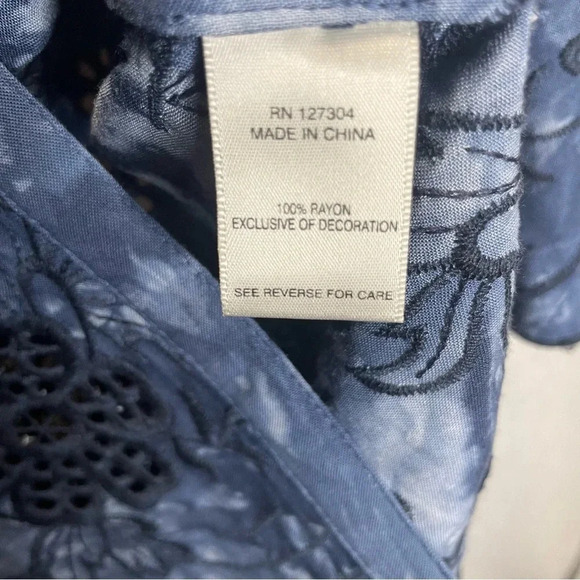 RN 127304
MADE IN CHINA
100% RAYON
EXCLUSIVE OF DECORATION
SEE REVERSE FOR CARE